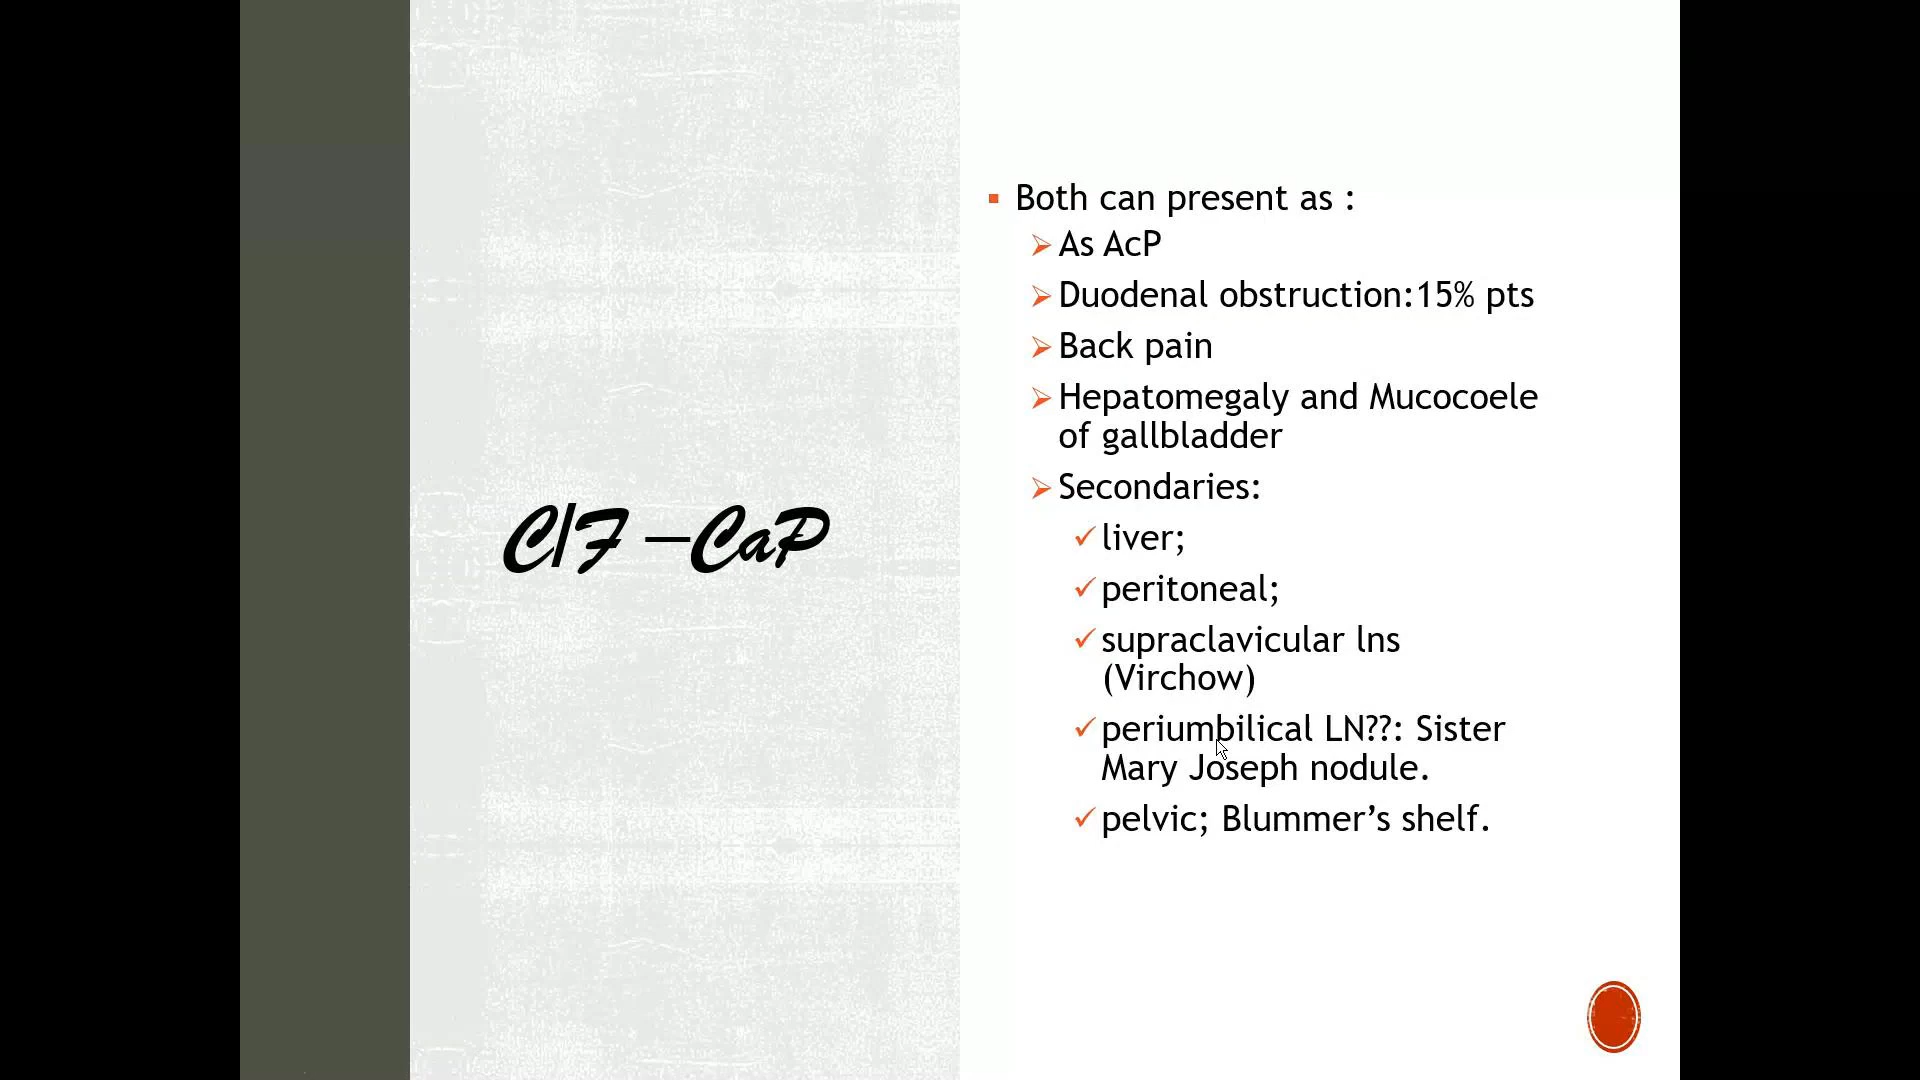 C/F –CaP
Both can present as :
As AcP
Duodenal obstruction:15% pts
Back pain
Hepatomegaly and Mucocoele
of gallbladder
Secondaries:
liver;
peritoneal;
supraclavicular lns
(Virchow)
periumbilical LN??: Sister
Mary Joseph nodule.
pelvic; Blummer’s shelf.